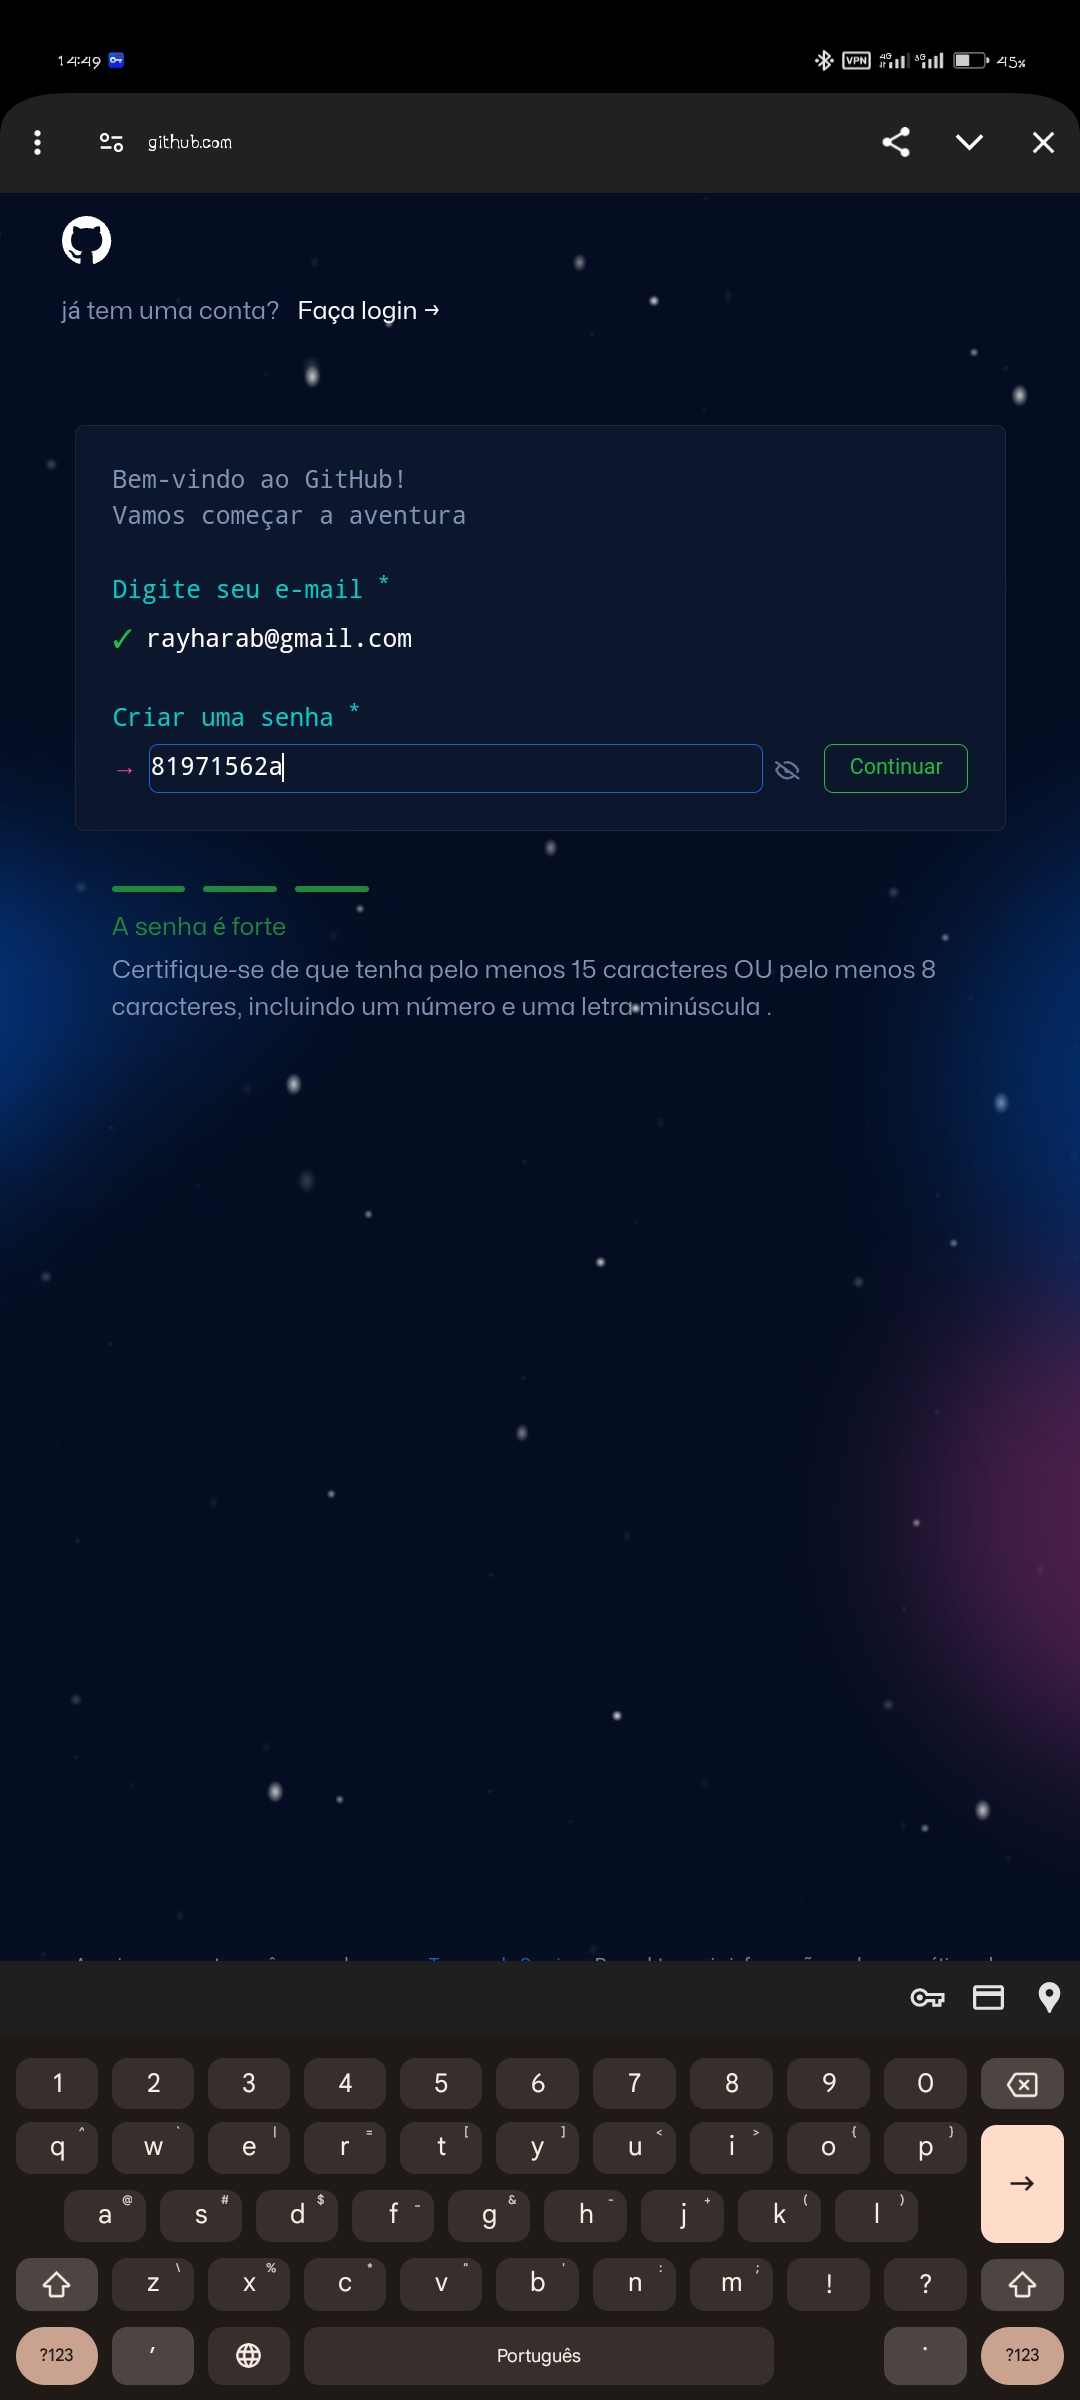 14:49
VPN 4G 3G 45%
github.com
já tem uma conta? Faça login →
Bem-vindo ao GitHub!
Vamos começar a aventura
Digite seu e-mail *
✓ rayharab@gmail.com
Criar uma senha *
→ 81971562a Continuar
A senha é forte
Certifique-se de que tenha pelo menos 15 caracteres OU pelo menos 8
caracteres, incluindo um número e uma letra minúscula .
1 2 3 4 5 6 7 8 9 0
q ^ w ` e | r = t [ y ] u < i > o { p }
a @ s # d $ f _ g & h - j + k ( l )
z \ x % c * v " b ' n : m ; ! ?
?123 , Português . ?123